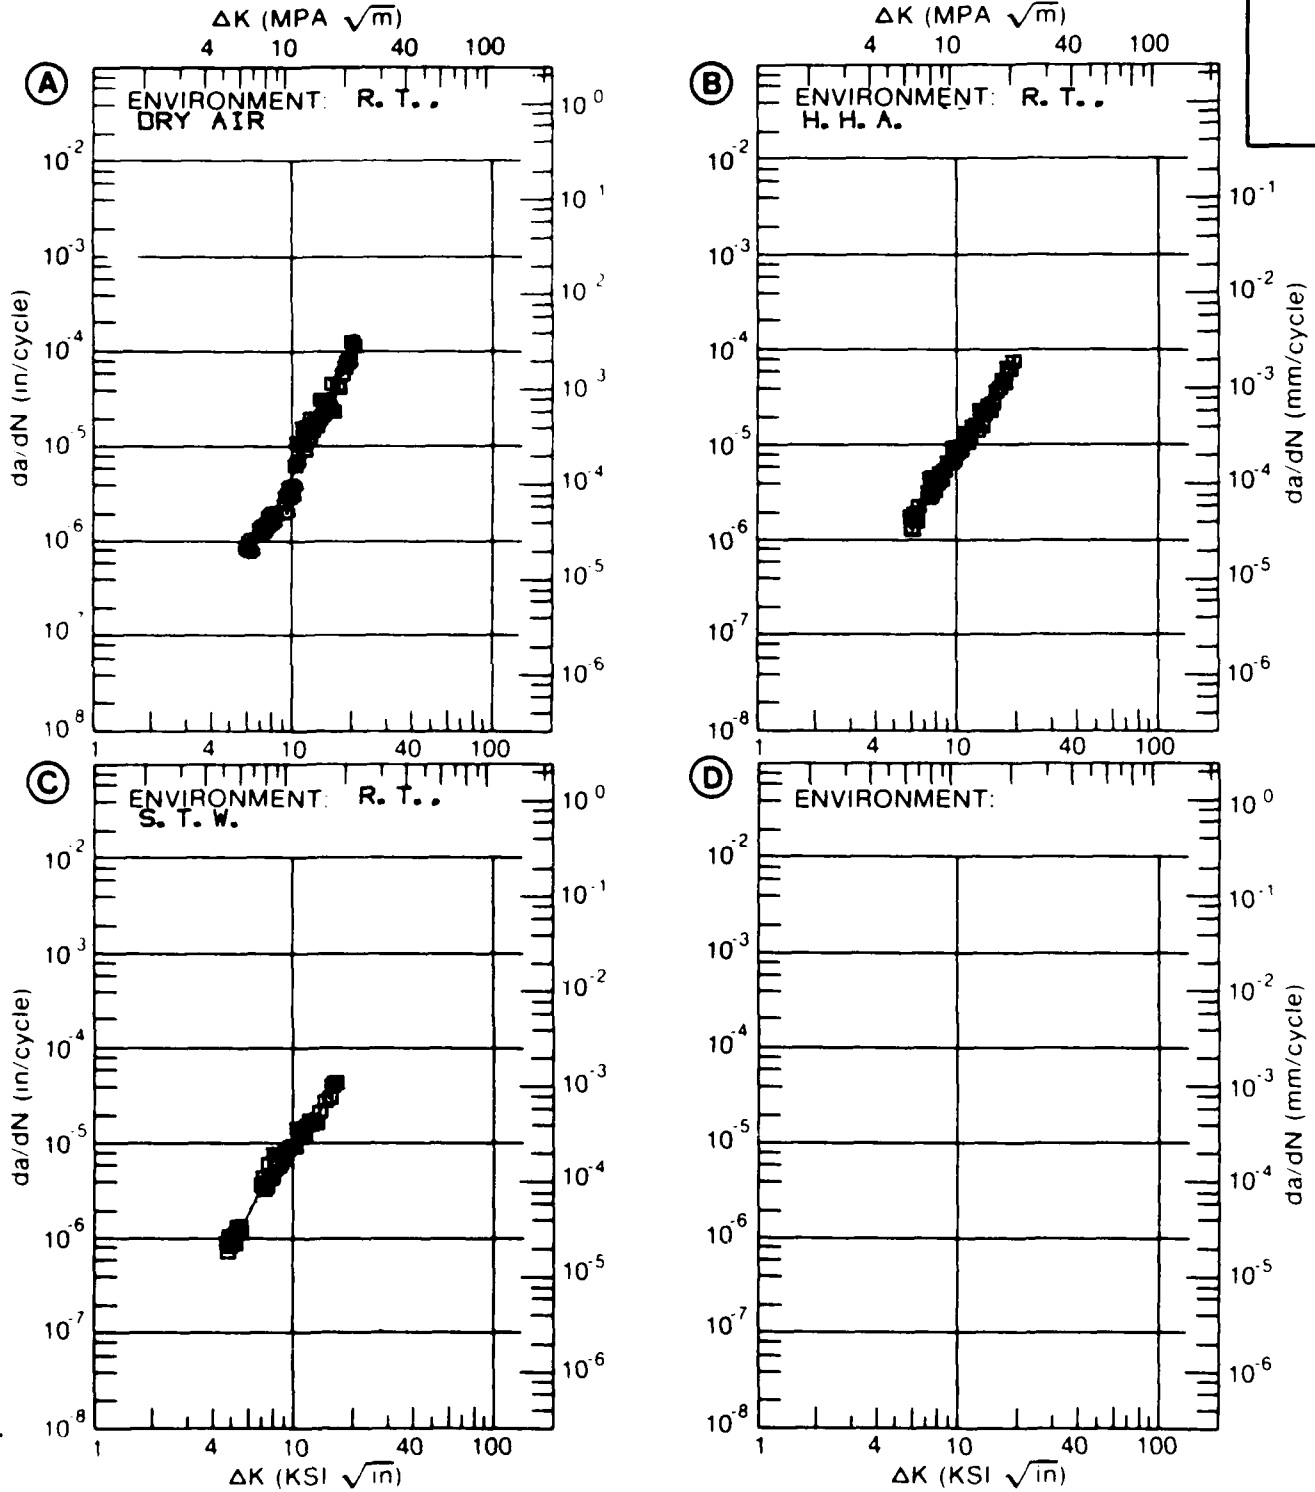 ΔK (MPA √m)
4 10 40 100
A
ENVIRONMENT: R.T..
DRY AIR
10^0
10^-2
10^1
10^-3
10^2
10^-4
10^3
10^-5
10^-4
10^-6
10^-5
10^7
10^-6
10^8
1 4 10 40 100
da/dN (in/cycle)
ΔK (MPA √m)
4 10 40 100
B
ENVIRONMENT: R.T..
H.H.A.
10^-2
10^-1
10^-3
10^-2
10^-4
10^-3
10^-5
10^-4
10^-6
10^-5
10^-7
10^-6
10^-8
1 4 10 40 100
da/dN (mm/cycle)
C
ENVIRONMENT: R.T..
S.T.W.
10^0
10^-2
10^-1
10^3
10^-2
10^-4
10^-3
10^-5
10^-4
10^-6
10^-5
10^-7
10^-6
10^-8
1 4 10 40 100
da/dN (in/cycle)
ΔK (KSI √in)
D
ENVIRONMENT:
10^0
10^-2
10^-1
10^-3
10^-2
10^-4
10^-3
10^-5
10^-4
10^-6
10^-5
10^-7
10^-6
10^-8
1 4 10 40 100
da/dN (mm/cycle)
ΔK (KSI √in)